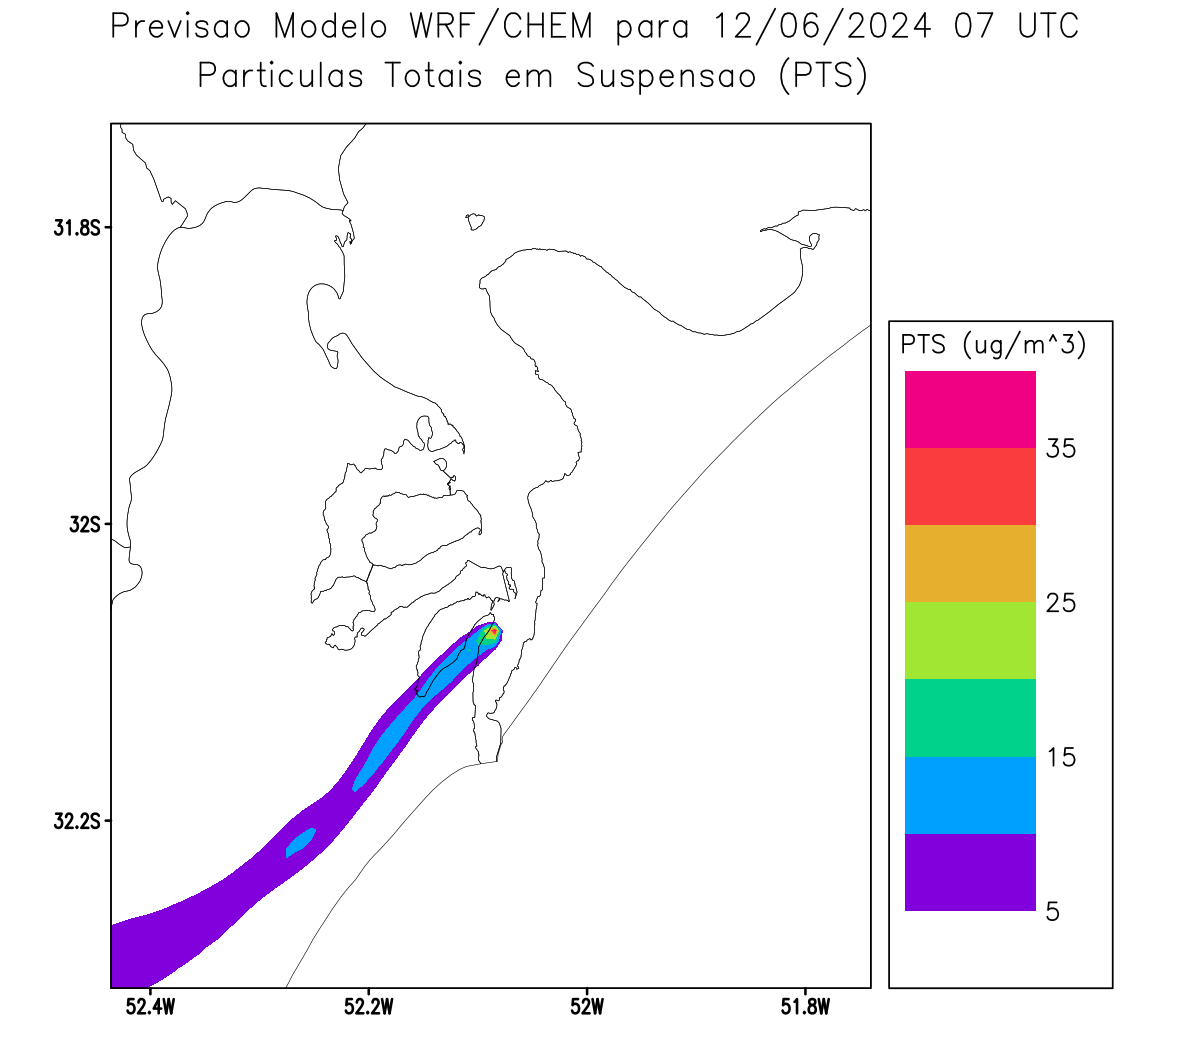 Previsao Modelo WRF/CHEM para 12/06/2024 07 UTC
Particulas Totais em Suspensao (PTS)
31.8S
32S
32.2S
52.4W
52.2W
52W
51.8W
PTS (ug/m^3)
35
25
15
5